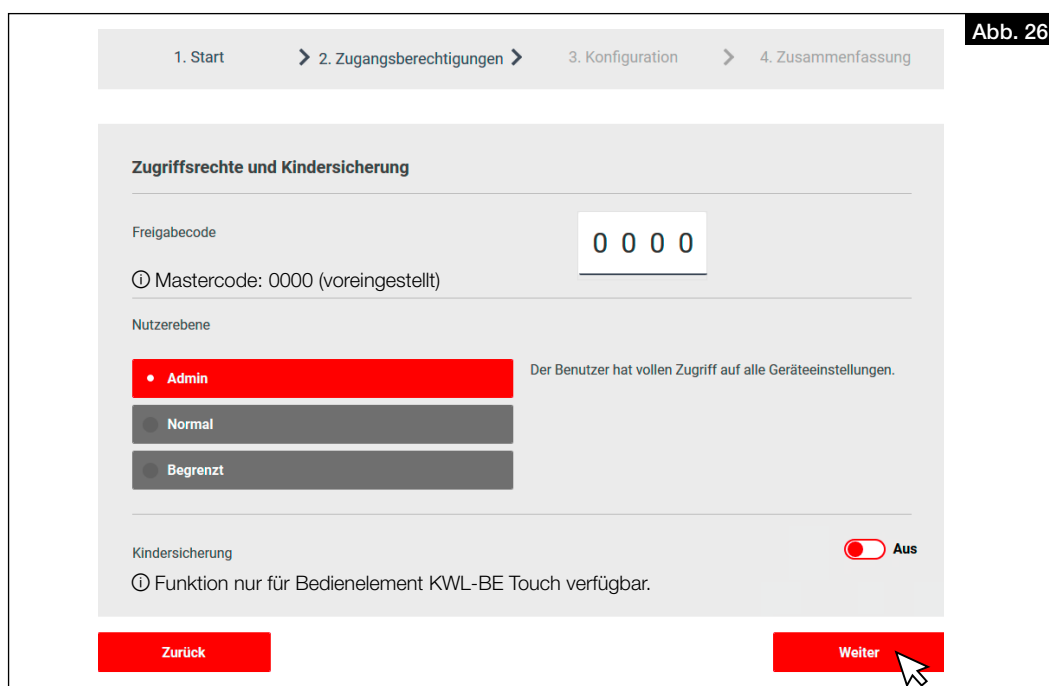 Abb. 26
1. Start 2. Zugangsberechtigungen 3. Konfiguration 4. Zusammenfassung
Zugriffsrechte und Kindersicherung
Freigabecode
0 0 0 0
ⓘ Mastercode: 0000 (voreingestellt)
Nutzerebene
Admin
Der Benutzer hat vollen Zugriff auf alle Geräteeinstellungen.
Normal
Begrenzt
Kindersicherung
Aus
ⓘ Funktion nur für Bedienelement KWL-BE Touch verfügbar.
Zurück
Weiter